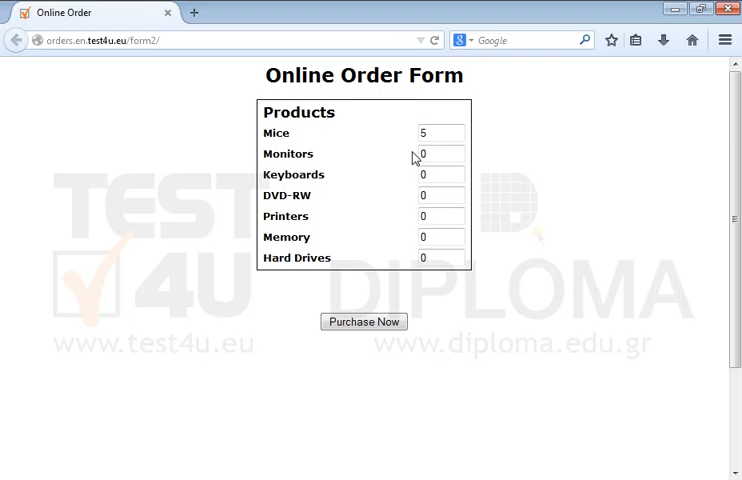 Online Order
orders.en.test4u.eu/form2/
Google
Online Order Form
Products
Mice 5
Monitors 0
Keyboards 0
DVD-RW 0
Printers 0
Memory 0
Hard Drives 0
Purchase Now
TEST 4U
DIPLOMA
www.test4u.eu
www.diploma.edu.gr